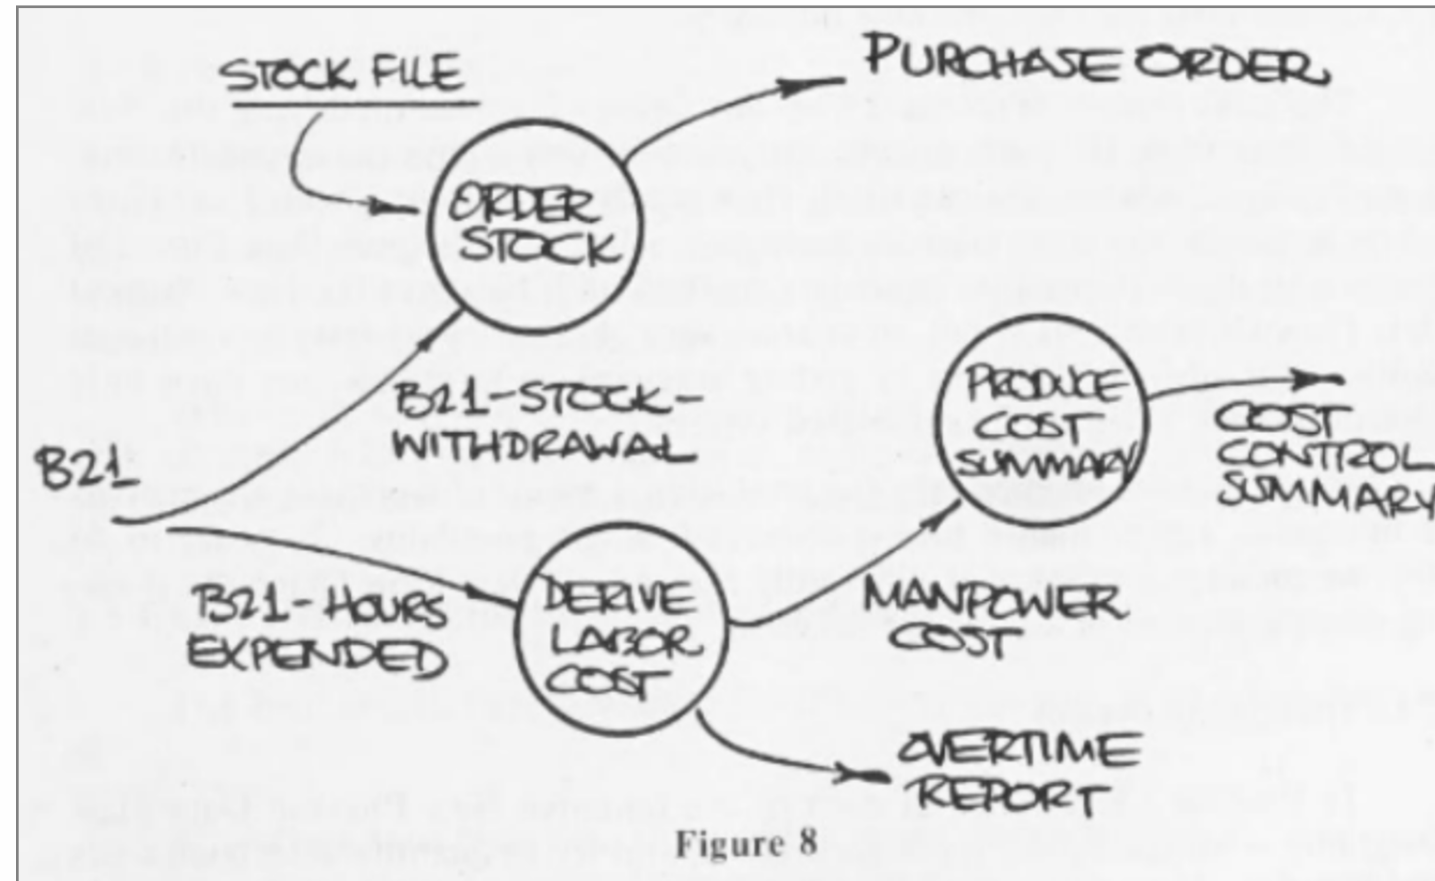 STOCK FILE
PURCHASE ORDER
ORDER
STOCK
B21-STOCK-
WITHDRAWAL
B21
PRODUCE
COST
SUMMARY
COST
CONTROL
SUMMARY
B21-HOURS
EXPENDED
DERIVE
LABOR
COST
MANPOWER
COST
OVERTIME
REPORT
Figure 8